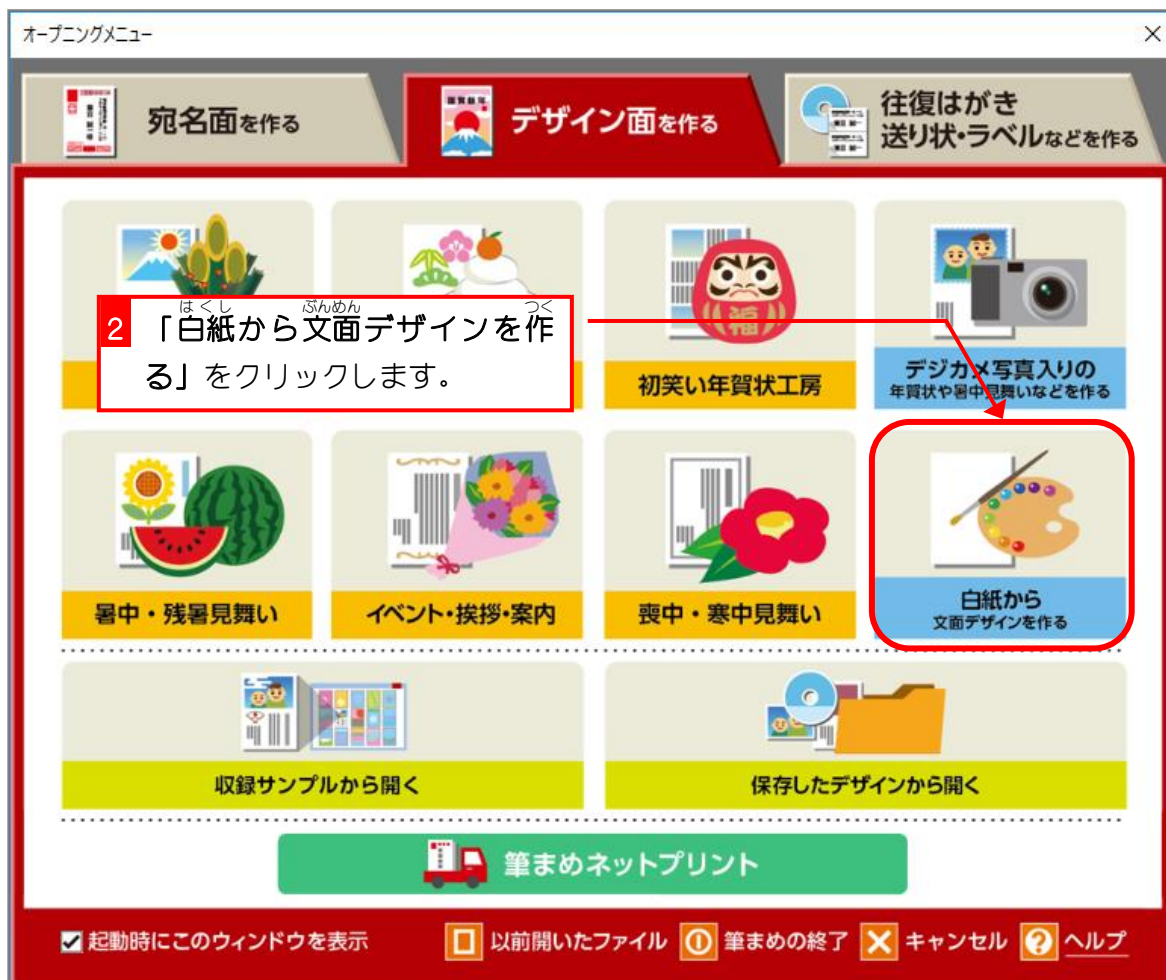 オープニングメニュー
宛名面を作る
デザイン面を作る
往復はがき
送り状・ラベルなどを作る
はくし ぶんめん つく
2 「白紙から文面デザインを作
る」をクリックします。
初笑い年賀状工房
デジカメ写真入りの
年賀状や暑中見舞いなどを作る
暑中・残暑見舞い
イベント・挨拶・案内
喪中・寒中見舞い
白紙から
文面デザインを作る
収録サンプルから開く
保存したデザインから開く
筆まめネットプリント
起動時にこのウィンドウを表示
以前開いたファイル
筆まめの終了
キャンセル
ヘルプ